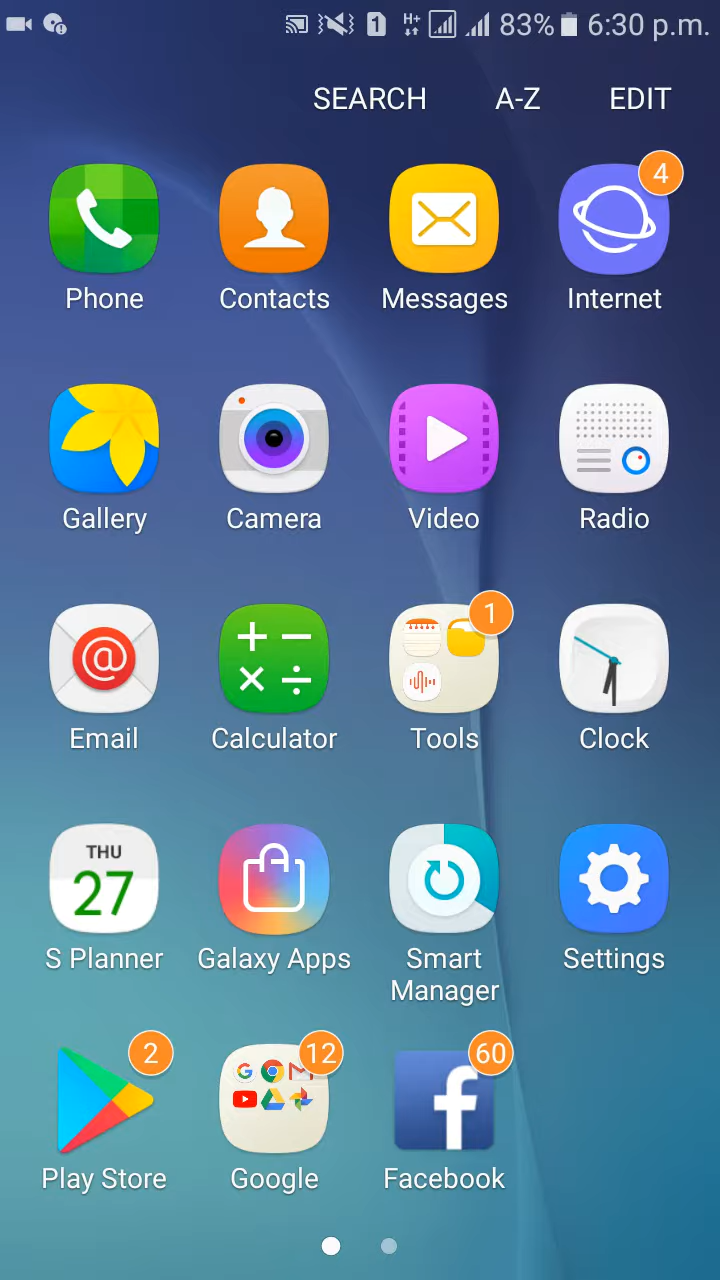 1 H+ 83% 6:30 p.m.
SEARCH A-Z EDIT
4
Phone Contacts Messages Internet
Gallery Camera Video Radio
1
Email Calculator Tools Clock
THU
27
S Planner Galaxy Apps Smart Manager Settings
2 12 60
Play Store Google Facebook